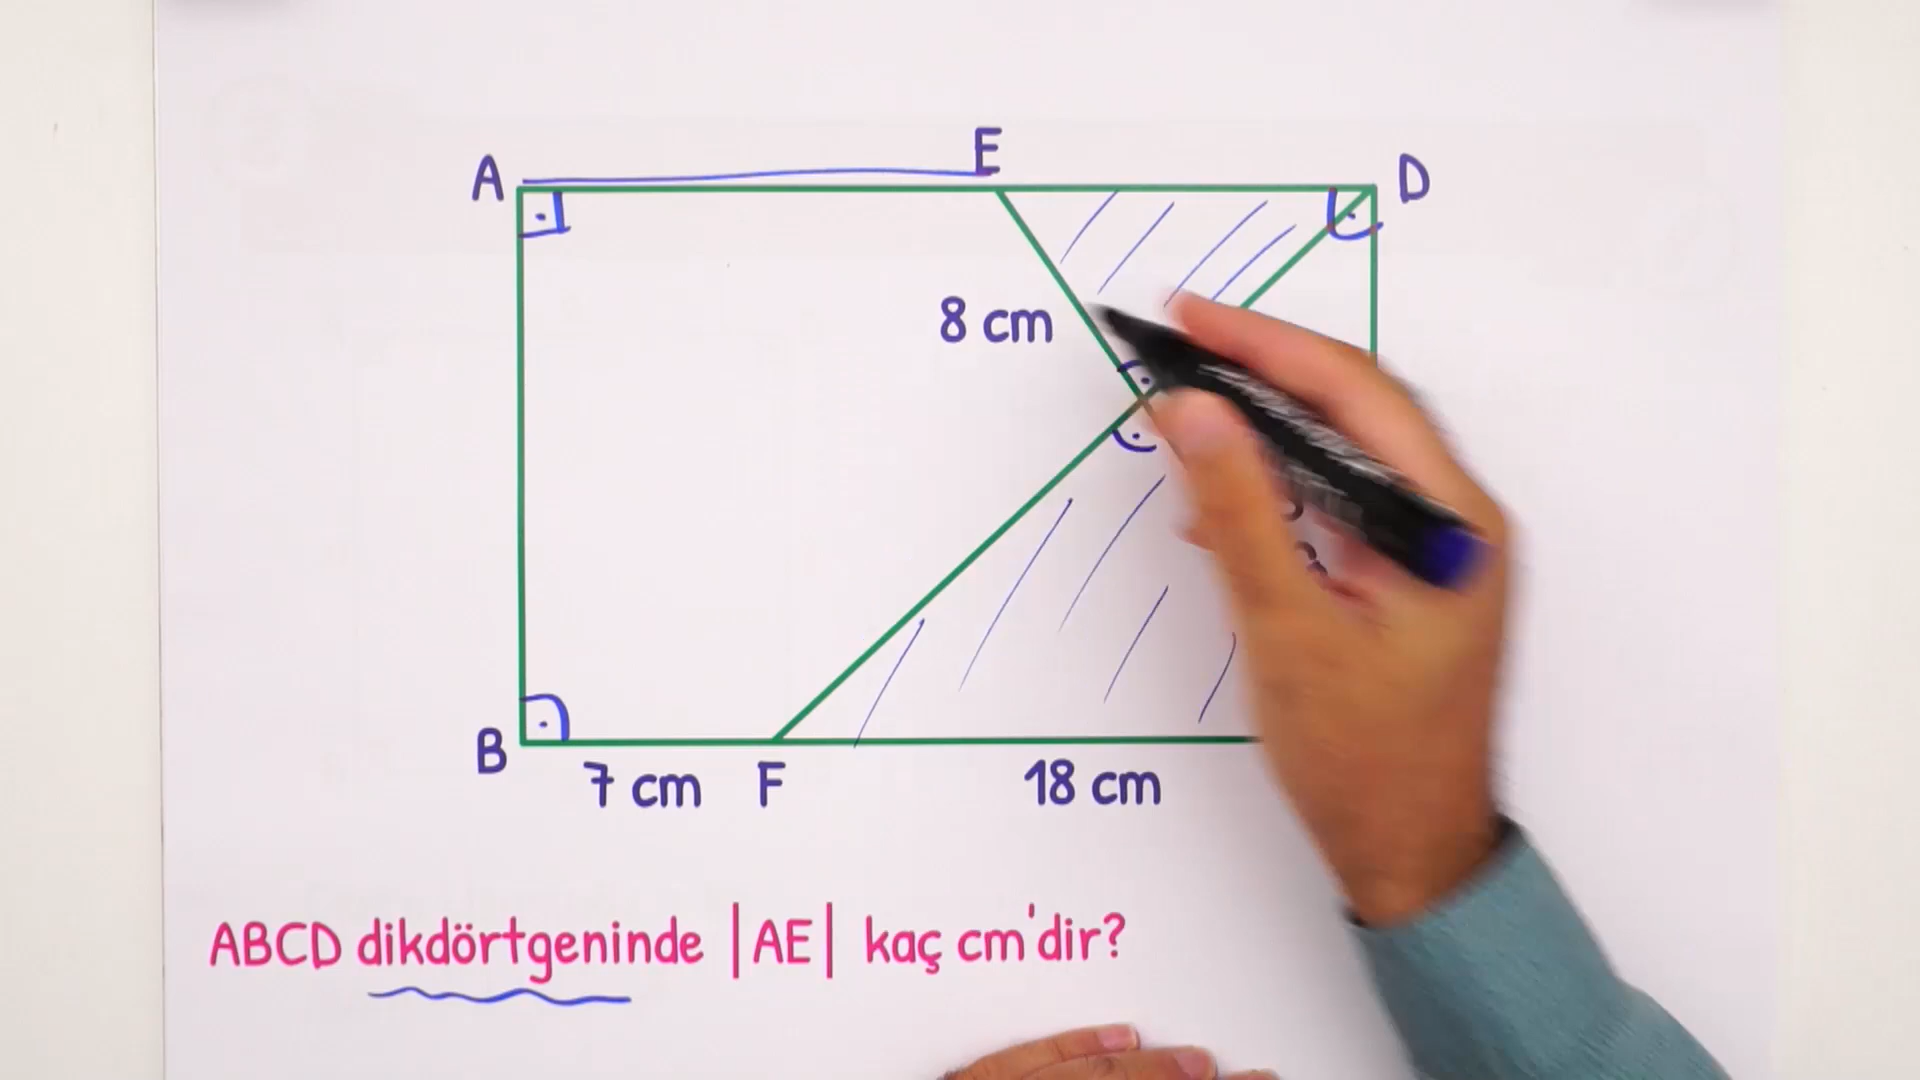 A E D
8 cm
B 7 cm F 18 cm
ABCD dikdörtgeninde |AE| kaç cm'dir?